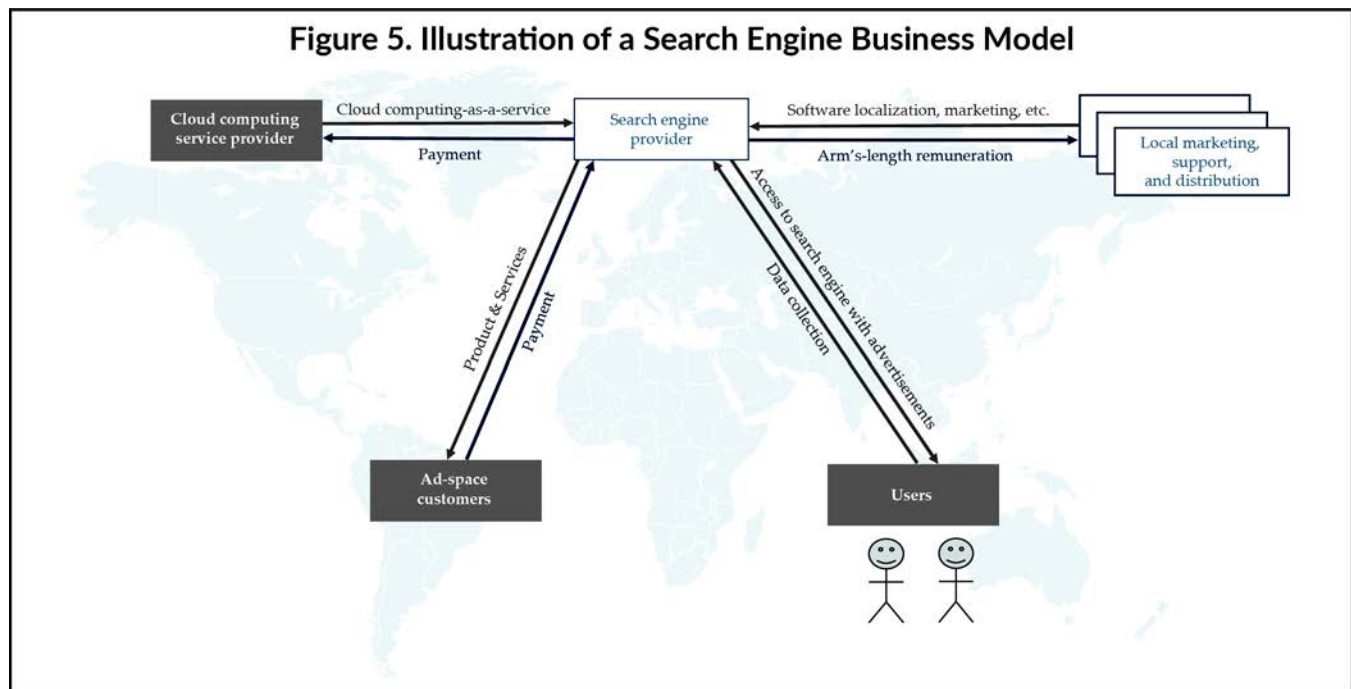 Figure 5. Illustration of a Search Engine Business Model
Cloud computing
service provider
Cloud computing-as-a-service
Payment
Search engine
provider
Software localization, marketing, etc.
Arm's-length remuneration
Local marketing,
support,
and distribution
Product & Services
Payment
Access to search engine with advertisements
Data collection
Ad-space
customers
Users